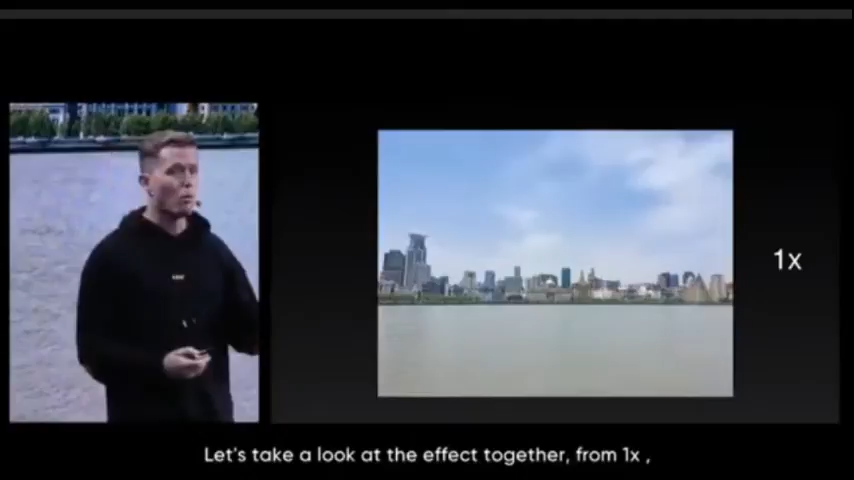 1x
Let's take a look at the effect together, from 1x ,